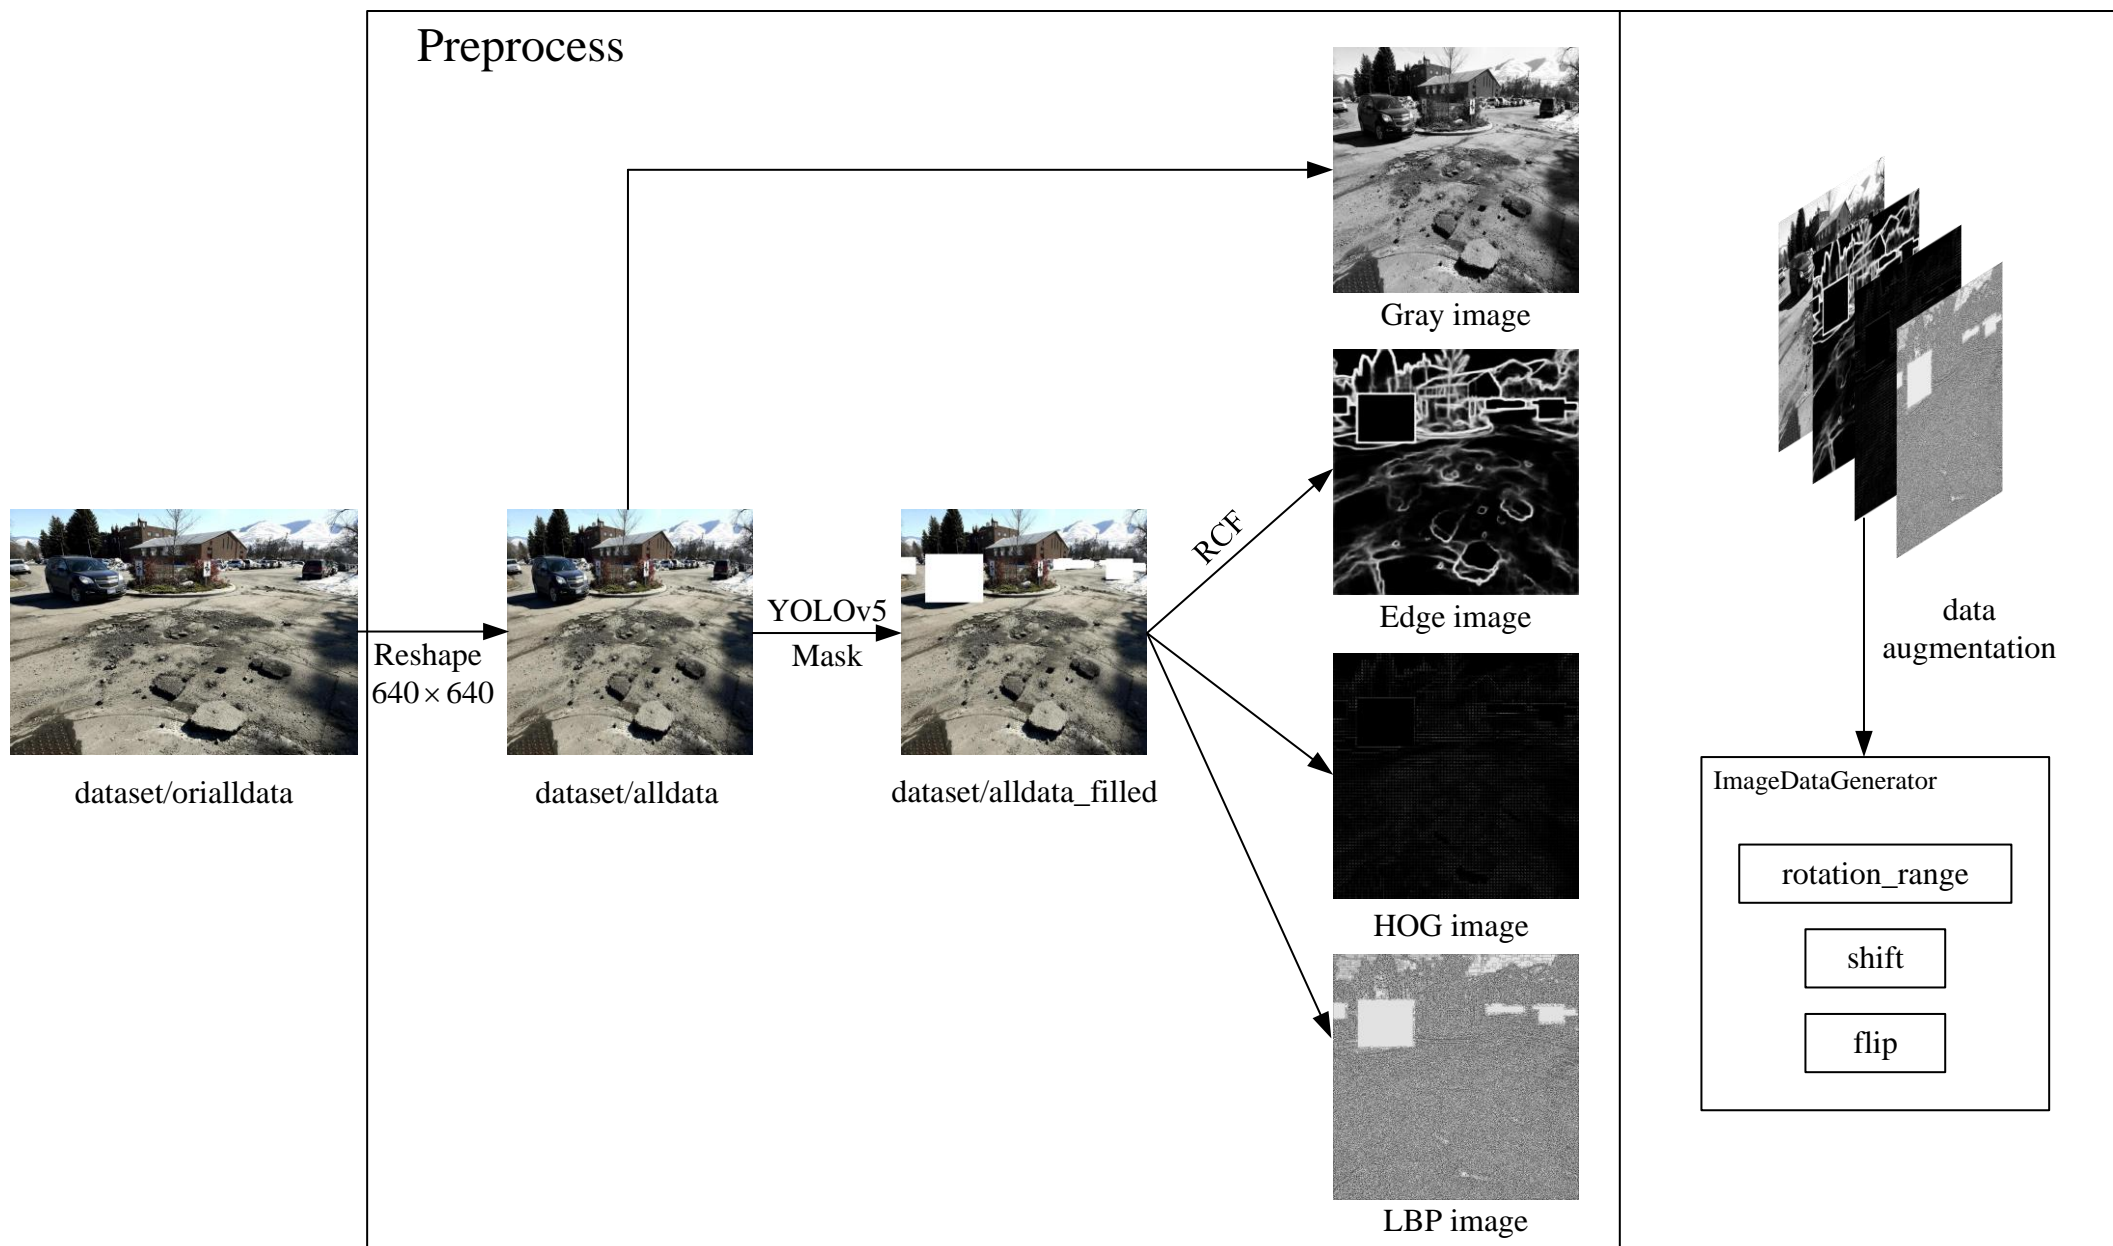 Preprocess
Gray image
RCF
Edge image
YOLOv5
Mask
Reshape
640 × 640
dataset/orialldata
dataset/alldata
dataset/alldata_filled
HOG image
LBP image
data
augmentation
ImageDataGenerator
rotation_range
shift
flip